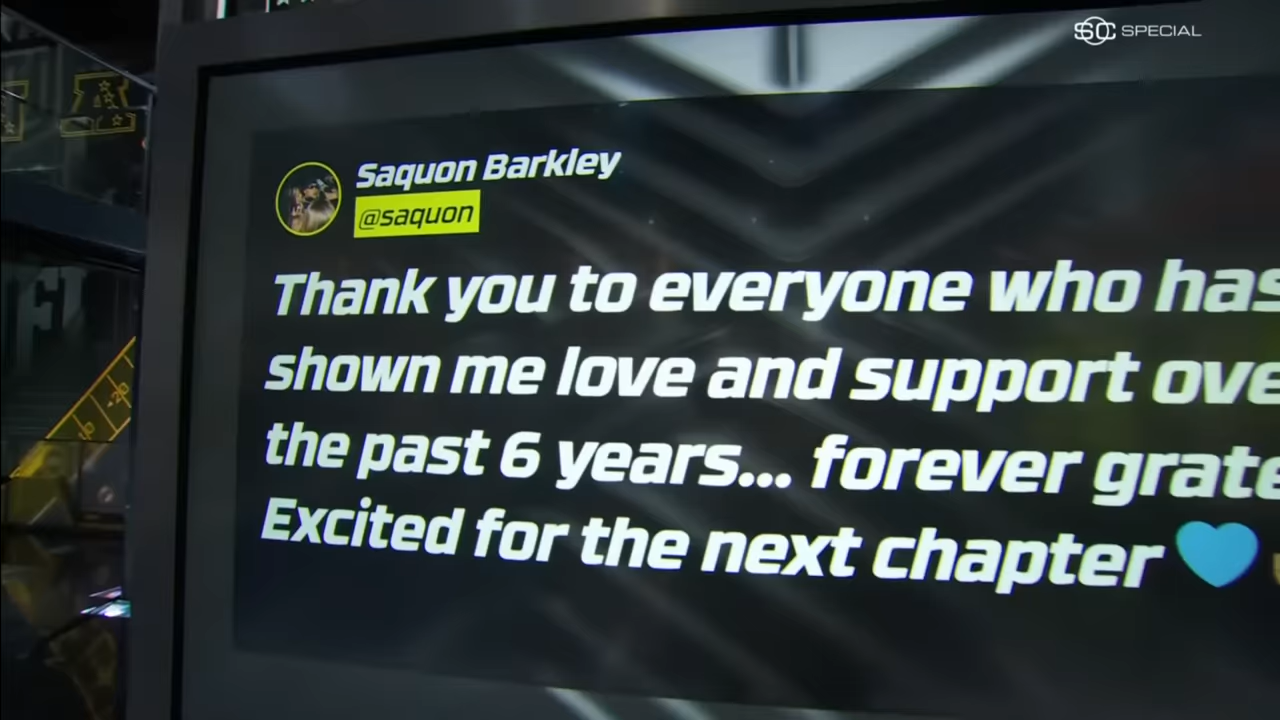 SC SPECIAL
Saquon Barkley
@saquon
Thank you to everyone who has
shown me love and support ove
the past 6 years... forever grate
Excited for the next chapter 💙